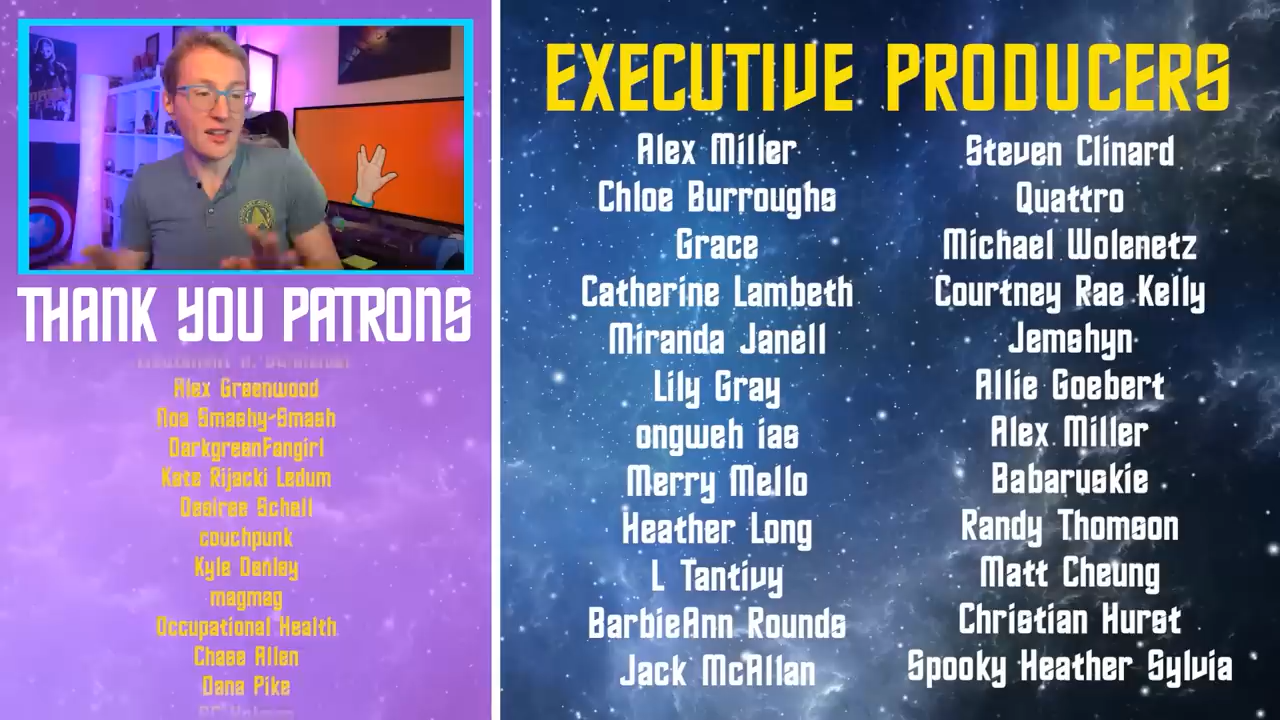 THANK YOU PATRONS
Alex Greenwood
Noa Smashy-Smash
DarkgreenFangirl
Kate Rijacki Ledum
Desiree Schell
couchpunk
Kyle Denley
magmag
Occupational Health
Chase Allen
Dana Pike
EXECUTIVE PRODUCERS
Alex Miller
Chloe Burroughs
Grace
Catherine Lambeth
Miranda Janell
Lily Gray
ongweh ias
Merry Mello
Heather Long
L Tantivy
BarbieAnn Rounds
Jack McAllan
Steven Clinard
Quattro
Michael Wolenetz
Courtney Rae Kelly
Jemshyn
Allie Goebert
Alex Miller
Babaruskie
Randy Thomson
Matt Cheung
Christian Hurst
Spooky Heather Sylvia